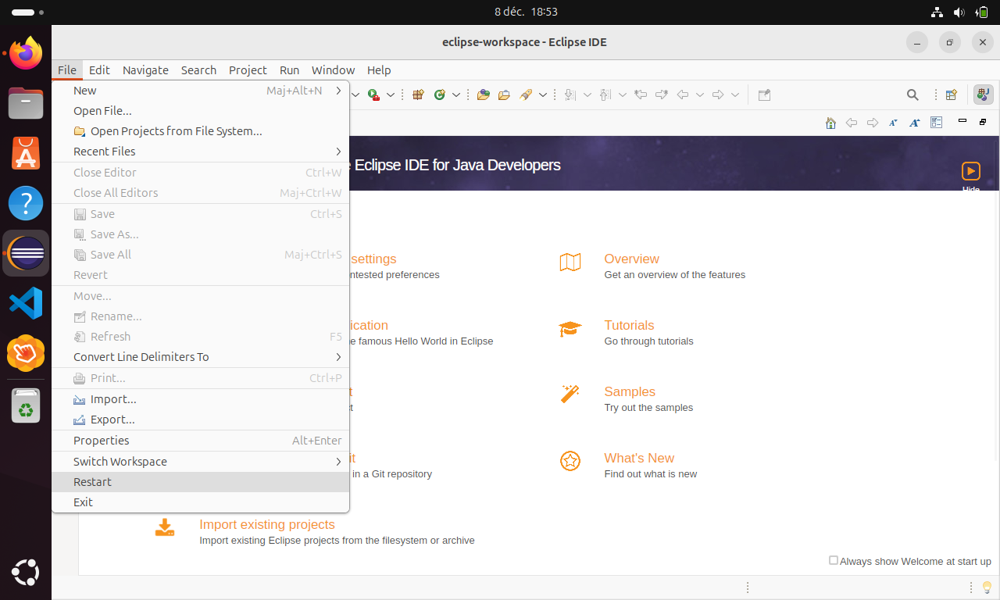 8 déc. 18:53
eclipse-workspace - Eclipse IDE
File Edit Navigate Search Project Run Window Help
New Maj+Alt+N
Open File...
Open Projects from File System...
Recent Files
Close Editor Ctrl+W
Close All Editors Maj+Ctrl+W
Save Ctrl+S
Save As...
Save All Maj+Ctrl+S
Revert
Move...
Rename...
Refresh F5
Convert Line Delimiters To
Print... Ctrl+P
Import...
Export...
Properties Alt+Enter
Switch Workspace
Restart
Exit
Eclipse IDE for Java Developers
Hide
settings
Overview
Get an overview of the features
preferences
Tutorials
famous Hello World in Eclipse
Go through tutorials
Samples
Try out the samples
What's New
in a Git repository
Find out what is new
Import existing projects
Import existing Eclipse projects from the filesystem or archive
Always show Welcome at start up